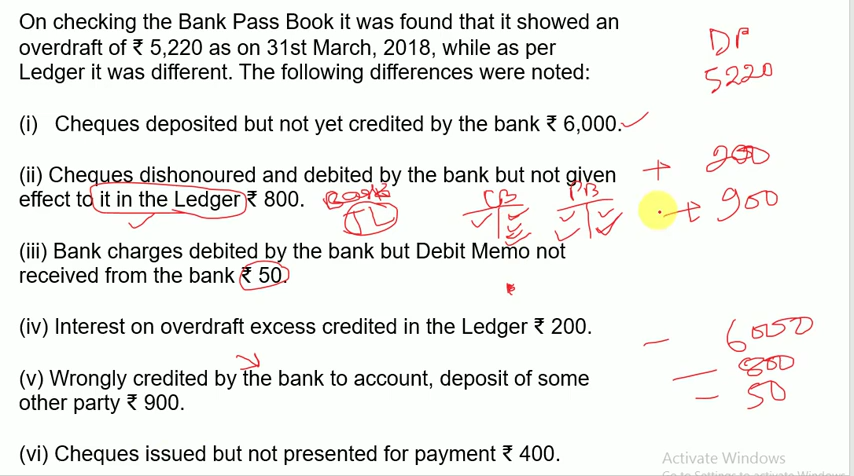 On checking the Bank Pass Book it was found that it showed an
overdraft of ₹ 5,220 as on 31st March, 2018, while as per
Ledger it was different. The following differences were noted:
DP
5220
(i) Cheques deposited but not yet credited by the bank ₹ 6,000.
(ii) Cheques dishonoured and debited by the bank but not given
effect to it in the Ledger ₹ 800.
Bank
CB
PB
+ 200
+ 900
(iii) Bank charges debited by the bank but Debit Memo not
received from the bank ₹ 50.
(iv) Interest on overdraft excess credited in the Ledger ₹ 200.
- 6000
- 800
- 50
(v) Wrongly credited by the bank to account, deposit of some
other party ₹ 900.
(vi) Cheques issued but not presented for payment ₹ 400.
Activate Windows